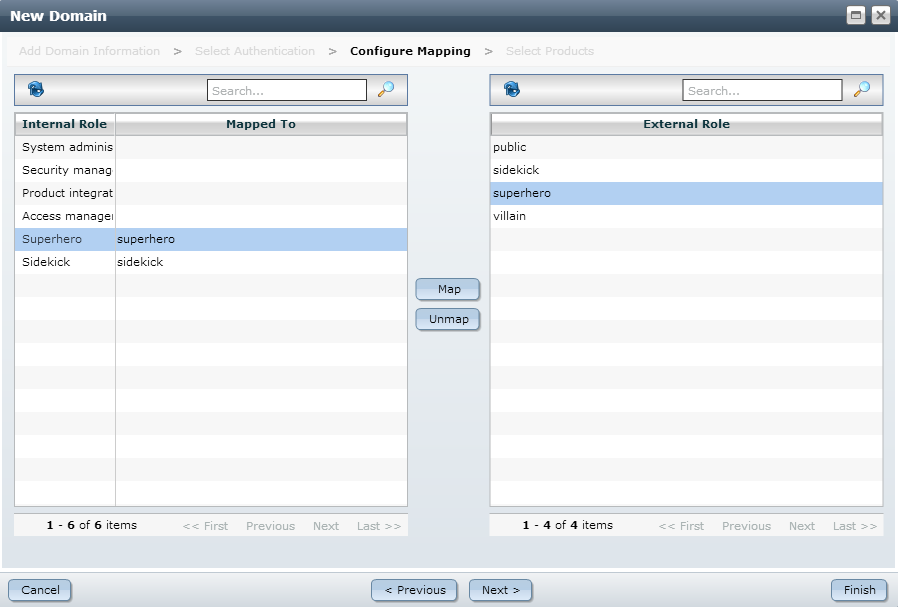 New Domain
Add Domain Information > Select Authentication > Configure Mapping > Select Products
Search... Search...
Internal Role Mapped To External Role
System adminis public
Security manag sidekick
Product integrat superhero
Access manager villain
Superhero superhero
Sidekick sidekick
Map
Unmap
1 - 6 of 6 items << First Previous Next Last >> 1 - 4 of 4 items << First Previous Next Last >>
Cancel < Previous Next > Finish